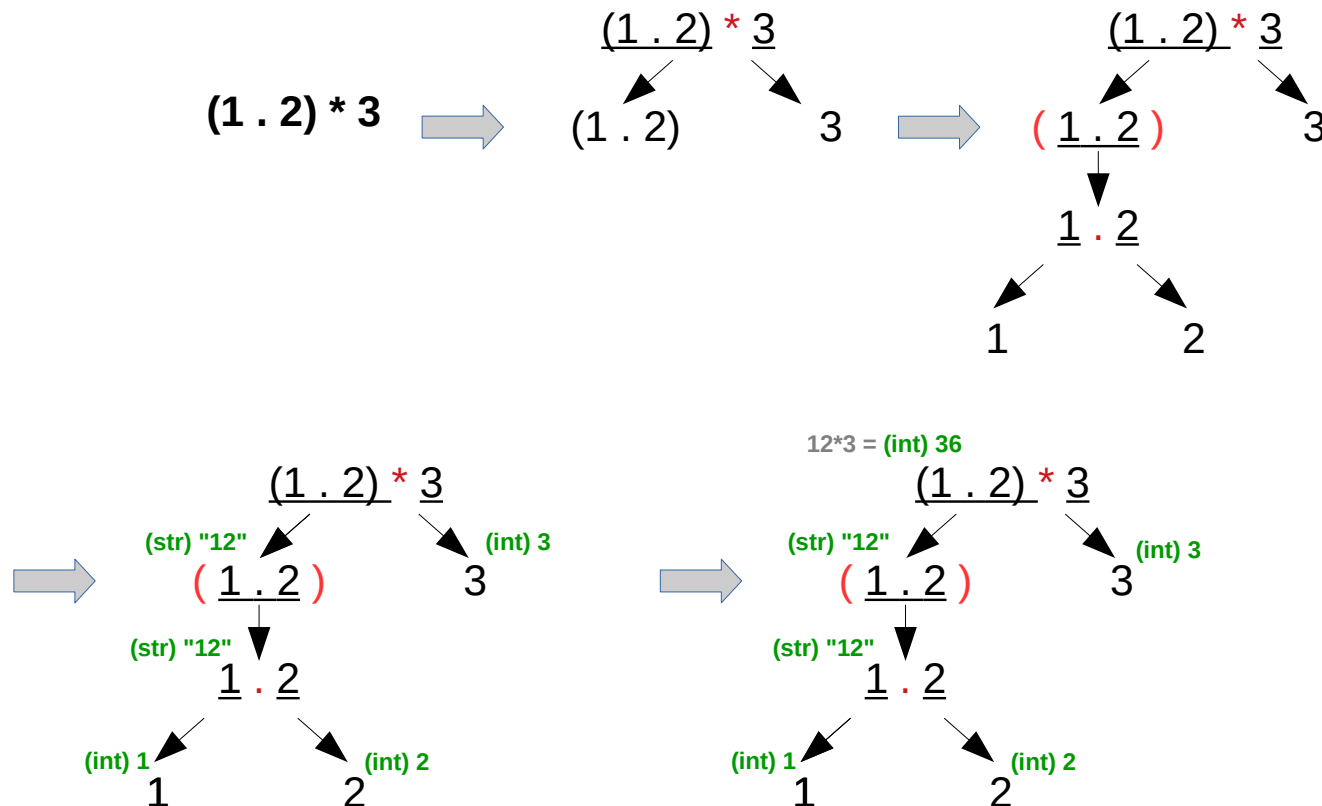 (1 . 2) * 3
(1 . 2) * 3
(1 . 2) 3
(1 . 2) * 3
( 1 . 2 ) 3
1 . 2
1 2
(1 . 2) * 3
(str) "12" (int) 3
( 1 . 2 ) 3
(str) "12"
1 . 2
(int) 1 (int) 2
1 2
12*3 = (int) 36
(1 . 2) * 3
(str) "12" (int) 3
( 1 . 2 ) 3
(str) "12"
1 . 2
(int) 1 (int) 2
1 2